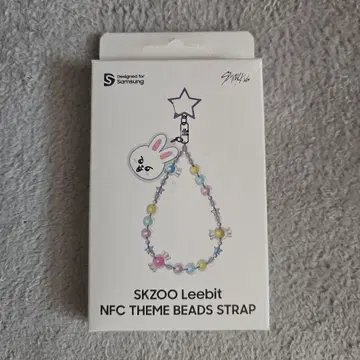 Designed for
Samsung
SKZOO Leebit
NFC THEME BEADS STRAP